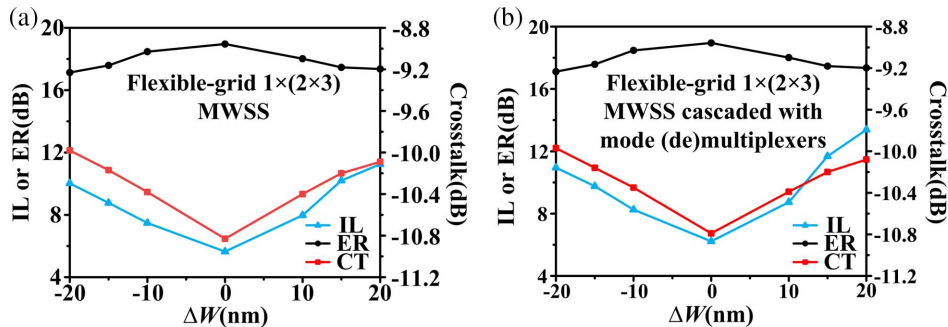 (a)
20
16
12
8
4
IL or ER(dB)
Flexible-grid 1×(2×3)
MWSS
IL
ER
CT
-8.8
-9.2
-9.6
-10.0
-10.4
-10.8
-11.2
Crosstalk(dB)
-20
-10
0
10
20
ΔW(nm)
(b)
20
16
12
8
4
IL or ER(dB)
Flexible-grid 1×(2×3)
MWSS cascaded with
mode (de)multiplexers
IL
ER
CT
-8.8
-9.2
-9.6
-10.0
-10.4
-10.8
-11.2
Crosstalk(dB)
-20
-10
0
10
20
ΔW(nm)